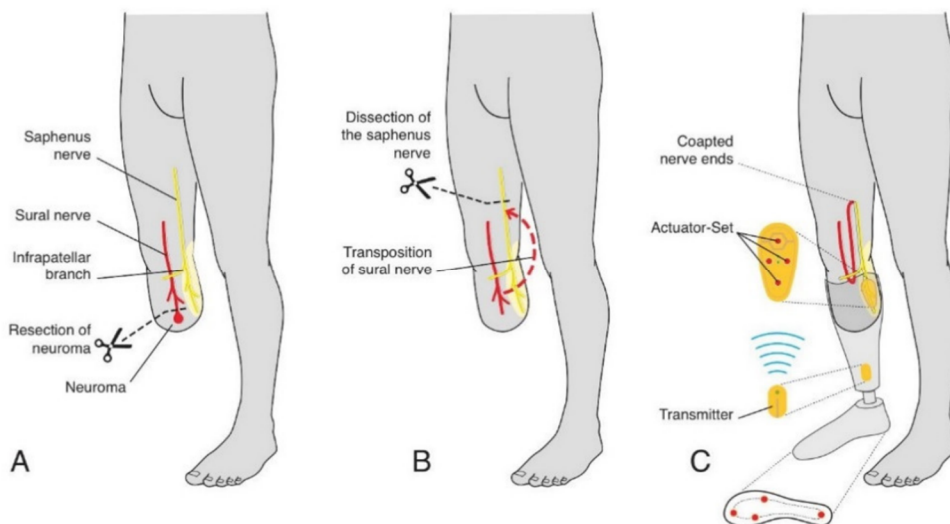 Saphenus
nerve
Sural nerve
Infrapatellar
branch
Resection of
neuroma
Neuroma
A
Dissection of
the saphenus
nerve
Transposition
of sural nerve
B
Coapted
nerve ends
Actuator-Set
Transmitter
C